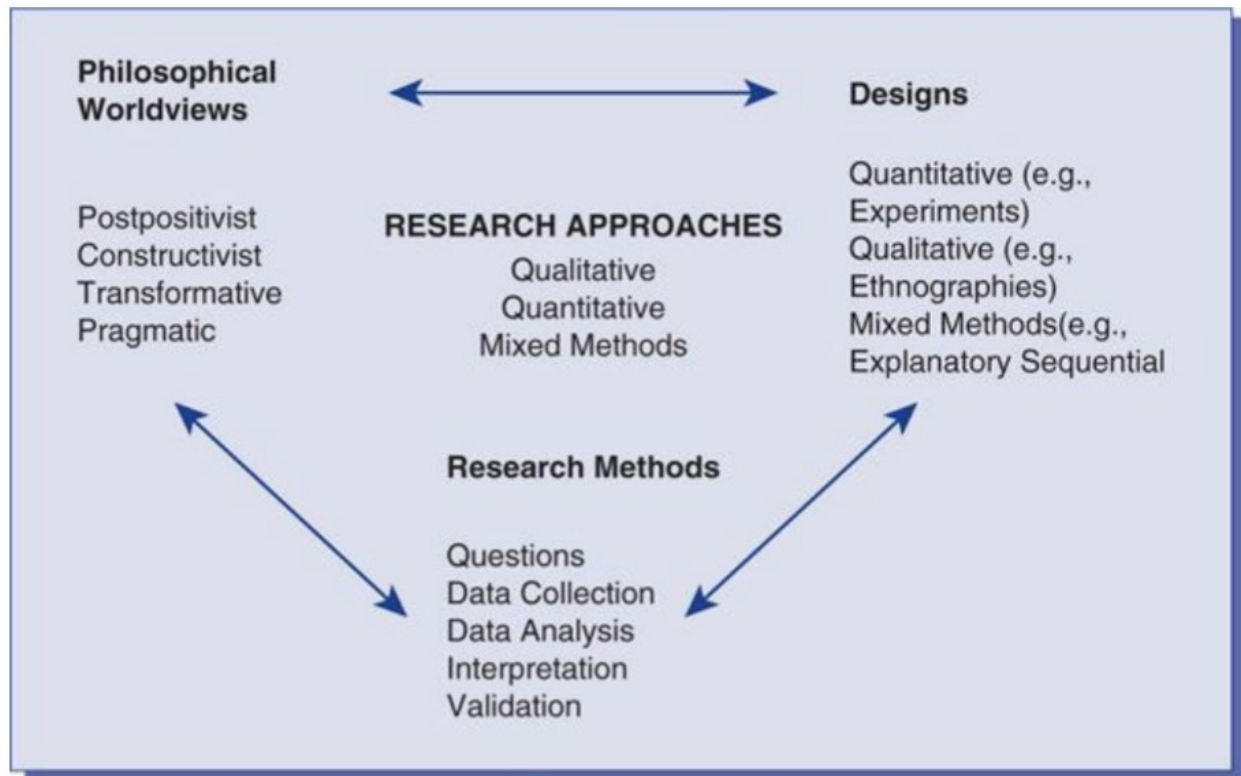 Philosophical
Worldviews
Postpositivist
Constructivist
Transformative
Pragmatic
RESEARCH APPROACHES
Qualitative
Quantitative
Mixed Methods
Designs
Quantitative (e.g.,
Experiments)
Qualitative (e.g.,
Ethnographies)
Mixed Methods(e.g.,
Explanatory Sequential
Research Methods
Questions
Data Collection
Data Analysis
Interpretation
Validation